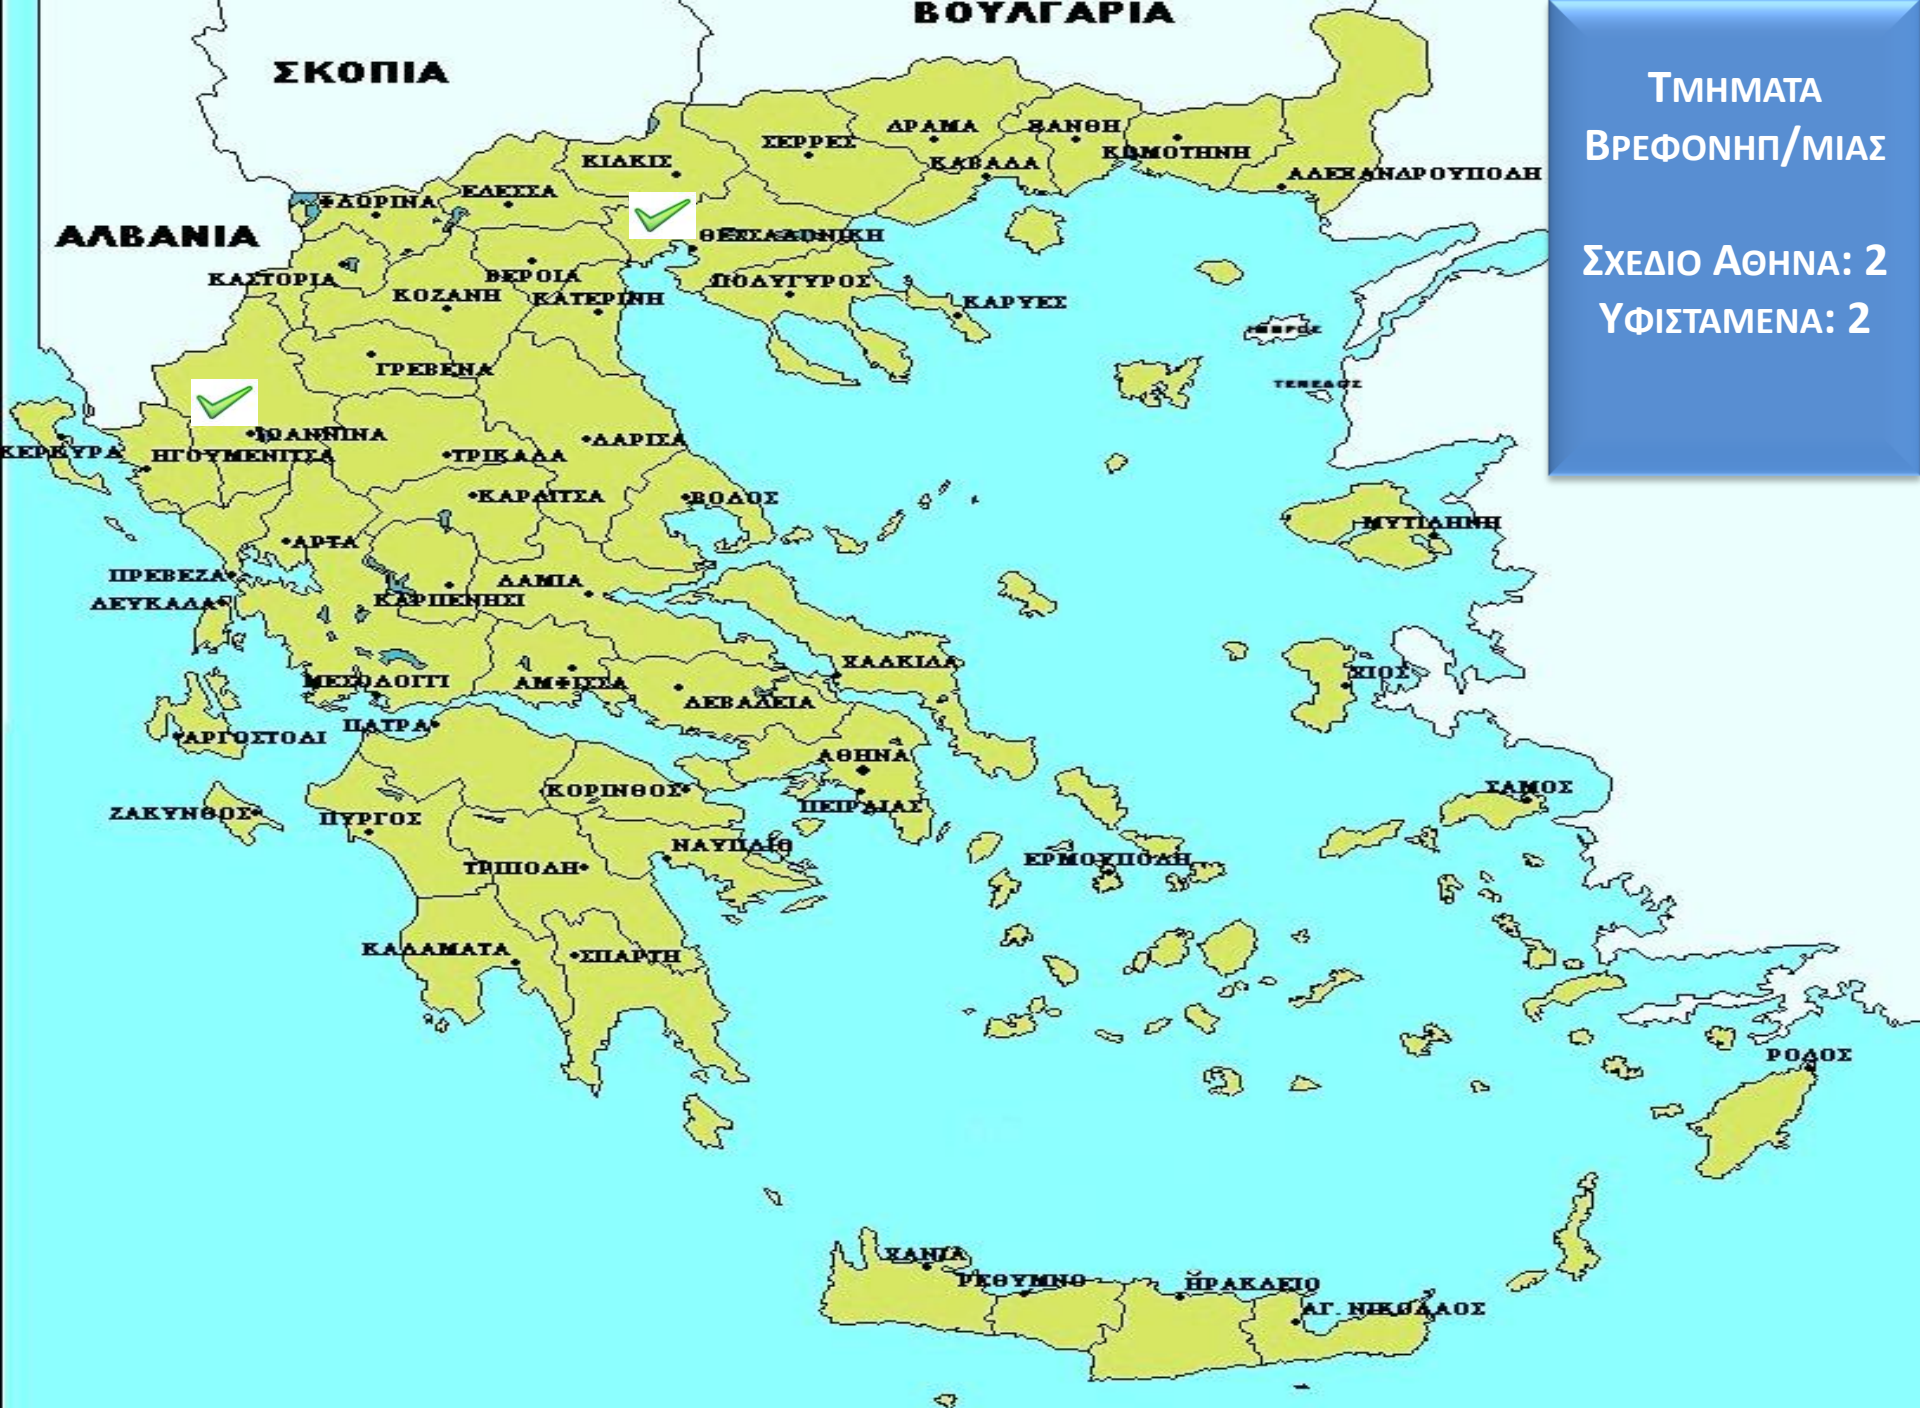 ΒΟΥΛΓΑΡΙΑ
ΣΚΟΠΙΑ
ΑΛΒΑΝΙΑ
ΤΜΗΜΑΤΑ
ΒΡΕΦΟΝΗΠ/ΜΙΑΣ
ΣΧΕΔΙΟ ΑΘΗΝΑ: 2
ΥΦΙΣΤΑΜΕΝΑ: 2
ΔΡΑΜΑ
ΞΑΝΘΗ
ΣΕΡΡΕΣ
ΚΟΜΟΤΗΝΗ
ΚΙΛΚΙΣ
ΚΑΒΑΛΑ
ΑΛΕΞΑΝΔΡΟΥΠΟΛΗ
ΕΔΕΣΣΑ
ΦΛΩΡΙΝΑ
ΘΕΣΣΑΛΟΝΙΚΗ
ΚΑΣΤΟΡΙΑ
ΒΕΡΟΙΑ
ΠΟΛΥΓΥΡΟΣ
ΚΟΖΑΝΗ
ΚΑΤΕΡΙΝΗ
ΚΑΡΥΕΣ
ΙΜΒΡΟΣ
ΓΡΕΒΕΝΑ
ΤΕΝΕΔΟΣ
ΙΩΑΝΝΙΝΑ
ΛΑΡΙΣΑ
ΚΕΡΚΥΡΑ
ΗΓΟΥΜΕΝΙΤΣΑ
ΤΡΙΚΑΛΑ
ΚΑΡΔΙΤΣΑ
ΒΟΛΟΣ
ΜΥΤΙΛΗΝΗ
ΑΡΤΑ
ΠΡΕΒΕΖΑ
ΛΑΜΙΑ
ΛΕΥΚΑΔΑ
ΚΑΡΠΕΝΗΣΙ
ΧΑΛΚΙΔΑ
ΧΙΟΣ
ΜΕΣΟΛΟΓΓΙ
ΑΜΦΙΣΣΑ
ΛΕΒΑΔΕΙΑ
ΠΑΤΡΑ
ΑΡΓΟΣΤΟΛΙ
ΑΘΗΝΑ
ΚΟΡΙΝΘΟΣ
ΣΑΜΟΣ
ΠΕΙΡΑΙΑΣ
ΖΑΚΥΝΘΟΣ
ΠΥΡΓΟΣ
ΝΑΥΠΛΙΟ
ΕΡΜΟΥΠΟΛΗ
ΤΡΙΠΟΛΗ
ΚΑΛΑΜΑΤΑ
ΣΠΑΡΤΗ
ΡΟΔΟΣ
ΧΑΝΙΑ
ΡΕΘΥΜΝΟ
ΗΡΑΚΛΕΙΟ
ΑΓ. ΝΙΚΟΛΑΟΣ